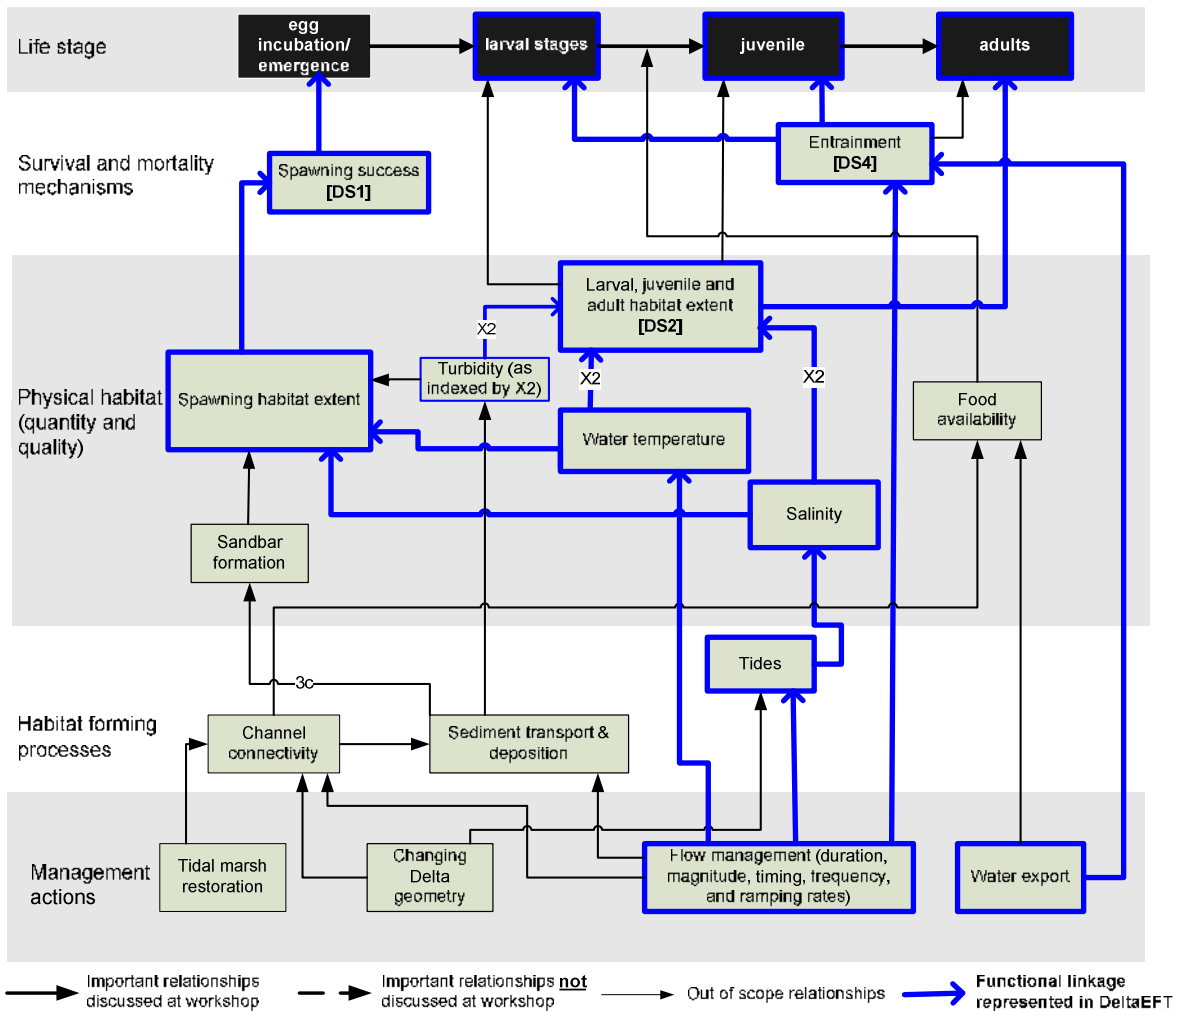 Life stage
egg
incubation/
emergence
larval stages
juvenile
adults
Survival and mortality
mechanisms
Spawning success
[DS1]
Entrainment
[DS4]
Physical habitat
(quantity and
quality)
Larval, juvenile and
adult habitat extent
[DS2]
X2
Turbidity (as
indexed by X2)
X2
X2
Spawning habitat extent
Food
availability
Water temperature
Salinity
Sandbar
formation
Tides
3c
Habitat forming
processes
Channel
connectivity
Sediment transport &
deposition
Management
actions
Tidal marsh
restoration
Changing
Delta
geometry
Flow management (duration,
magnitude, timing, frequency,
and ramping rates)
Water export
Important relationships
discussed at workshop
Important relationships not
discussed at workshop
Out of scope relationships
Functional linkage
represented in DeltaEFT